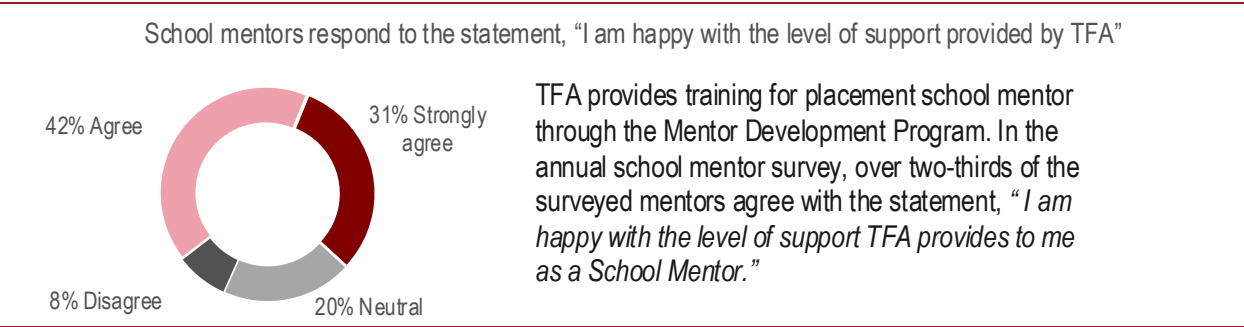 School mentors respond to the statement, “I am happy with the level of support provided by TFA”
42% Agree
31% Strongly
agree
8% Disagree
20% Neutral
TFA provides training for placement school mentor
through the Mentor Development Program. In the
annual school mentor survey, over two-thirds of the
surveyed mentors agree with the statement, “ I am
happy with the level of support TFA provides to me
as a School Mentor.”